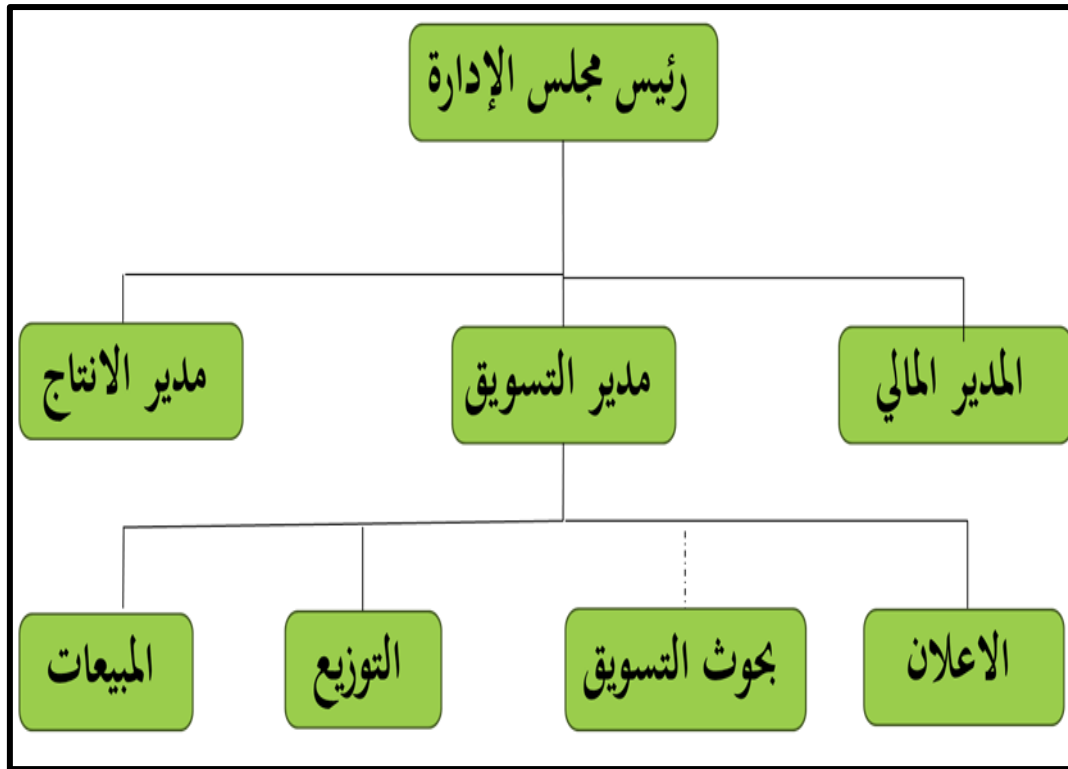 رئيس مجلس الإدارة
المدير المالي
مدير التسويق
مدير الانتاج
الاعلان
بحوث التسويق
التوزيع
المبيعات